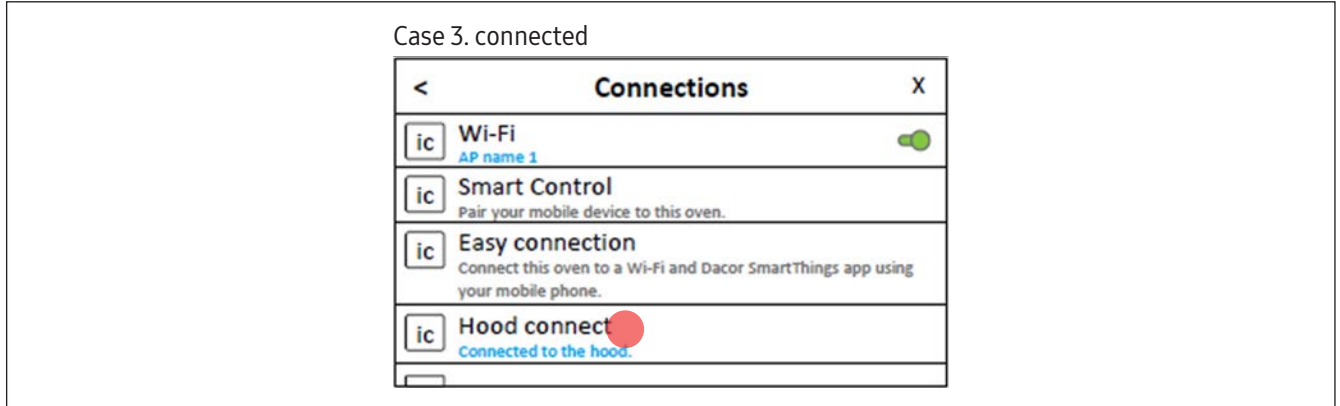 Case 3. connected
< Connections X
ic Wi-Fi
AP name 1
ic Smart Control
Pair your mobile device to this oven.
ic Easy connection
Connect this oven to a Wi-Fi and Dacor SmartThings app using
your mobile phone.
ic Hood connect
Connected to the hood.